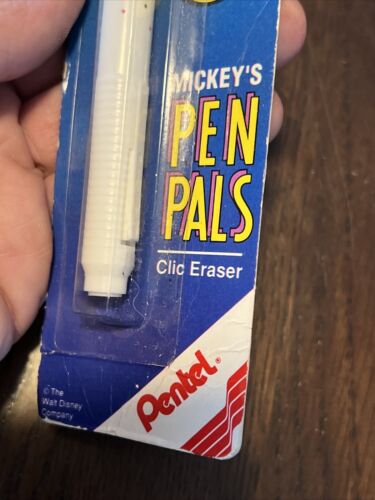 MICKEY'S
PEN
PALS
Clic Eraser
Pentel®
© The
Walt Disney
Company